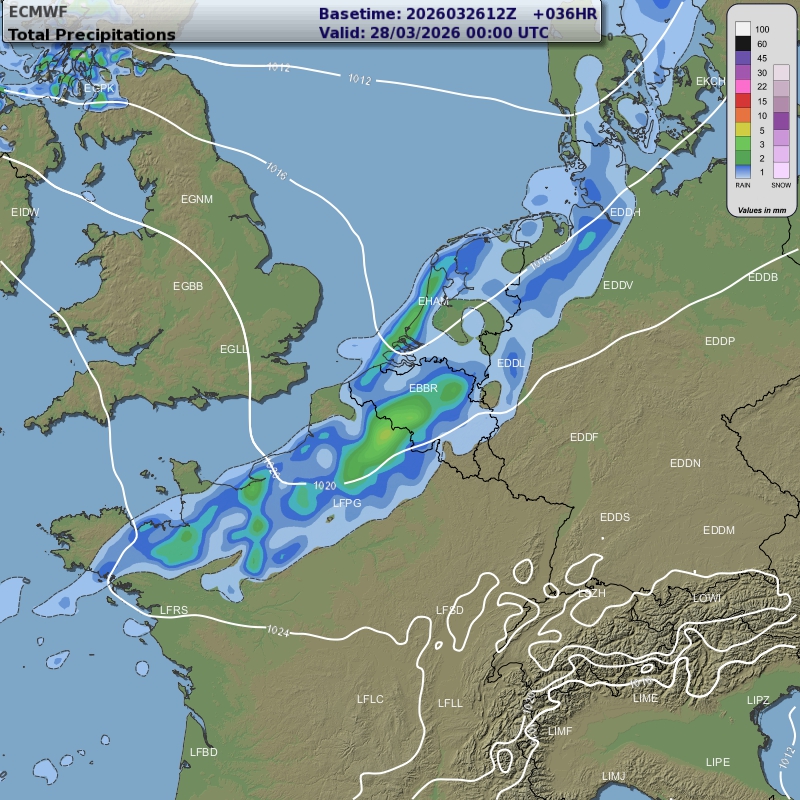 ECMWF
Total Precipitations
Basetime: 2026032612Z +036HR
Valid: 28/03/2026 00:00 UTC
100
60
45
30
22
15
10
5
3
2
1
RAIN SNOW
Values in mm
1012
1012
EGPK
EKCH
1016
EGNM
EIDW
EDDH
1016
EGBB
EDDV
EDDB
EHAM
EGLL
EDDP
EDDL
EBBR
EDDF
EDDN
1020
1020
LFPG
EDDS
EDDM
LSZH
LOWI
LFRS
LFSD
1024
LFLC
LFLL
LIME
LIPZ
LIMF
LFBD
1012
LIPE
LIMJ